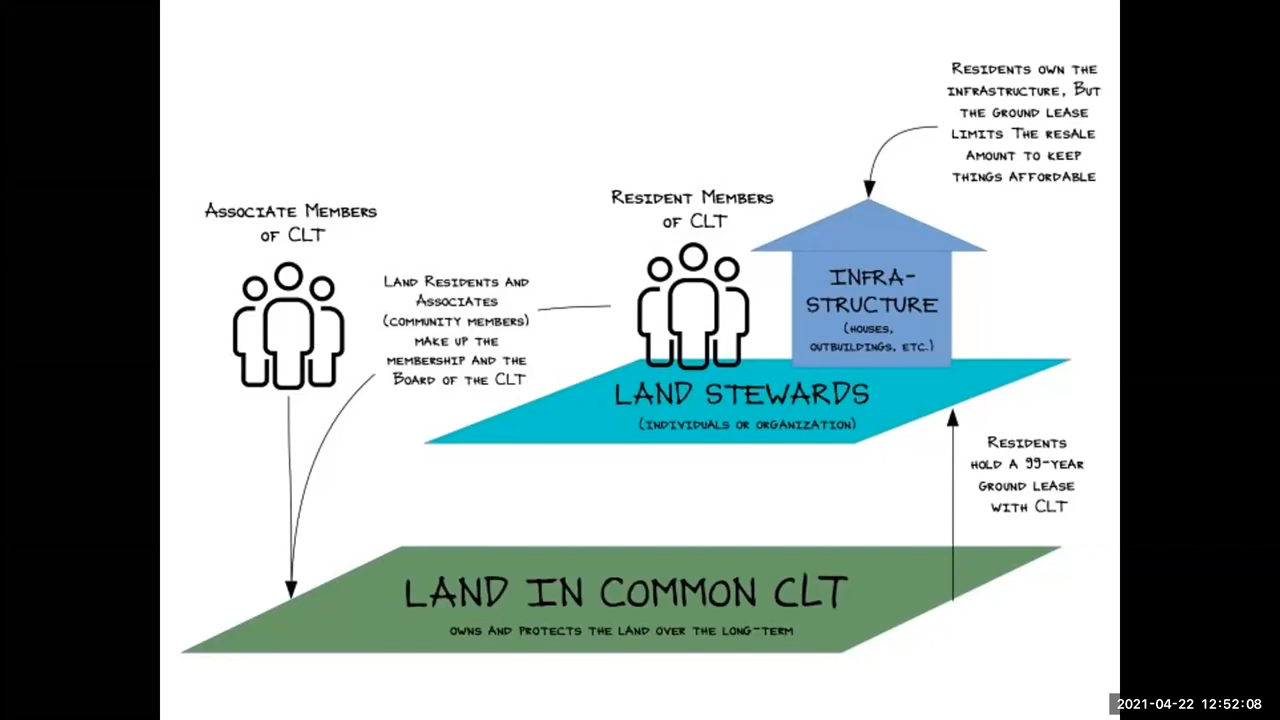 Residents own the
infrastructure, But
the ground lease
limits The resale
amount to keep
things affordable
Associate Members
of CLT
Resident Members
of CLT
Land Residents and
Associates
(community members)
make up the
membership and the
Board of the CLT
INFRA-
STRUCTURE
(houses,
outbuildings, etc.)
LAND STEWARDS
(individuals or organization)
Residents
hold a 99-year
ground lease
with CLT
LAND IN COMMON CLT
owns and protects the land over the long-term
2021-04-22 12:52:08